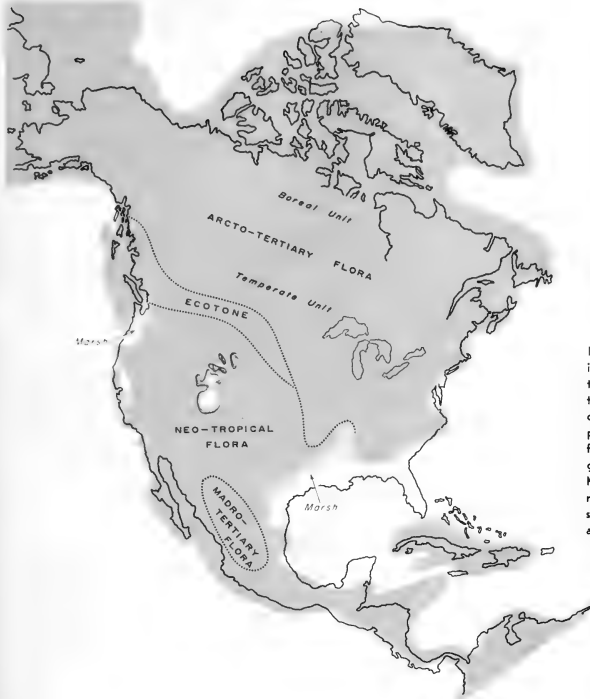 Boreal Unit
ARCTO-TERTIARY FLORA
Temperate Unit
ECOTONE
Marsh
NEO-TROPICAL
FLORA
Marsh
MADRO-
TERTIARY
FLORA